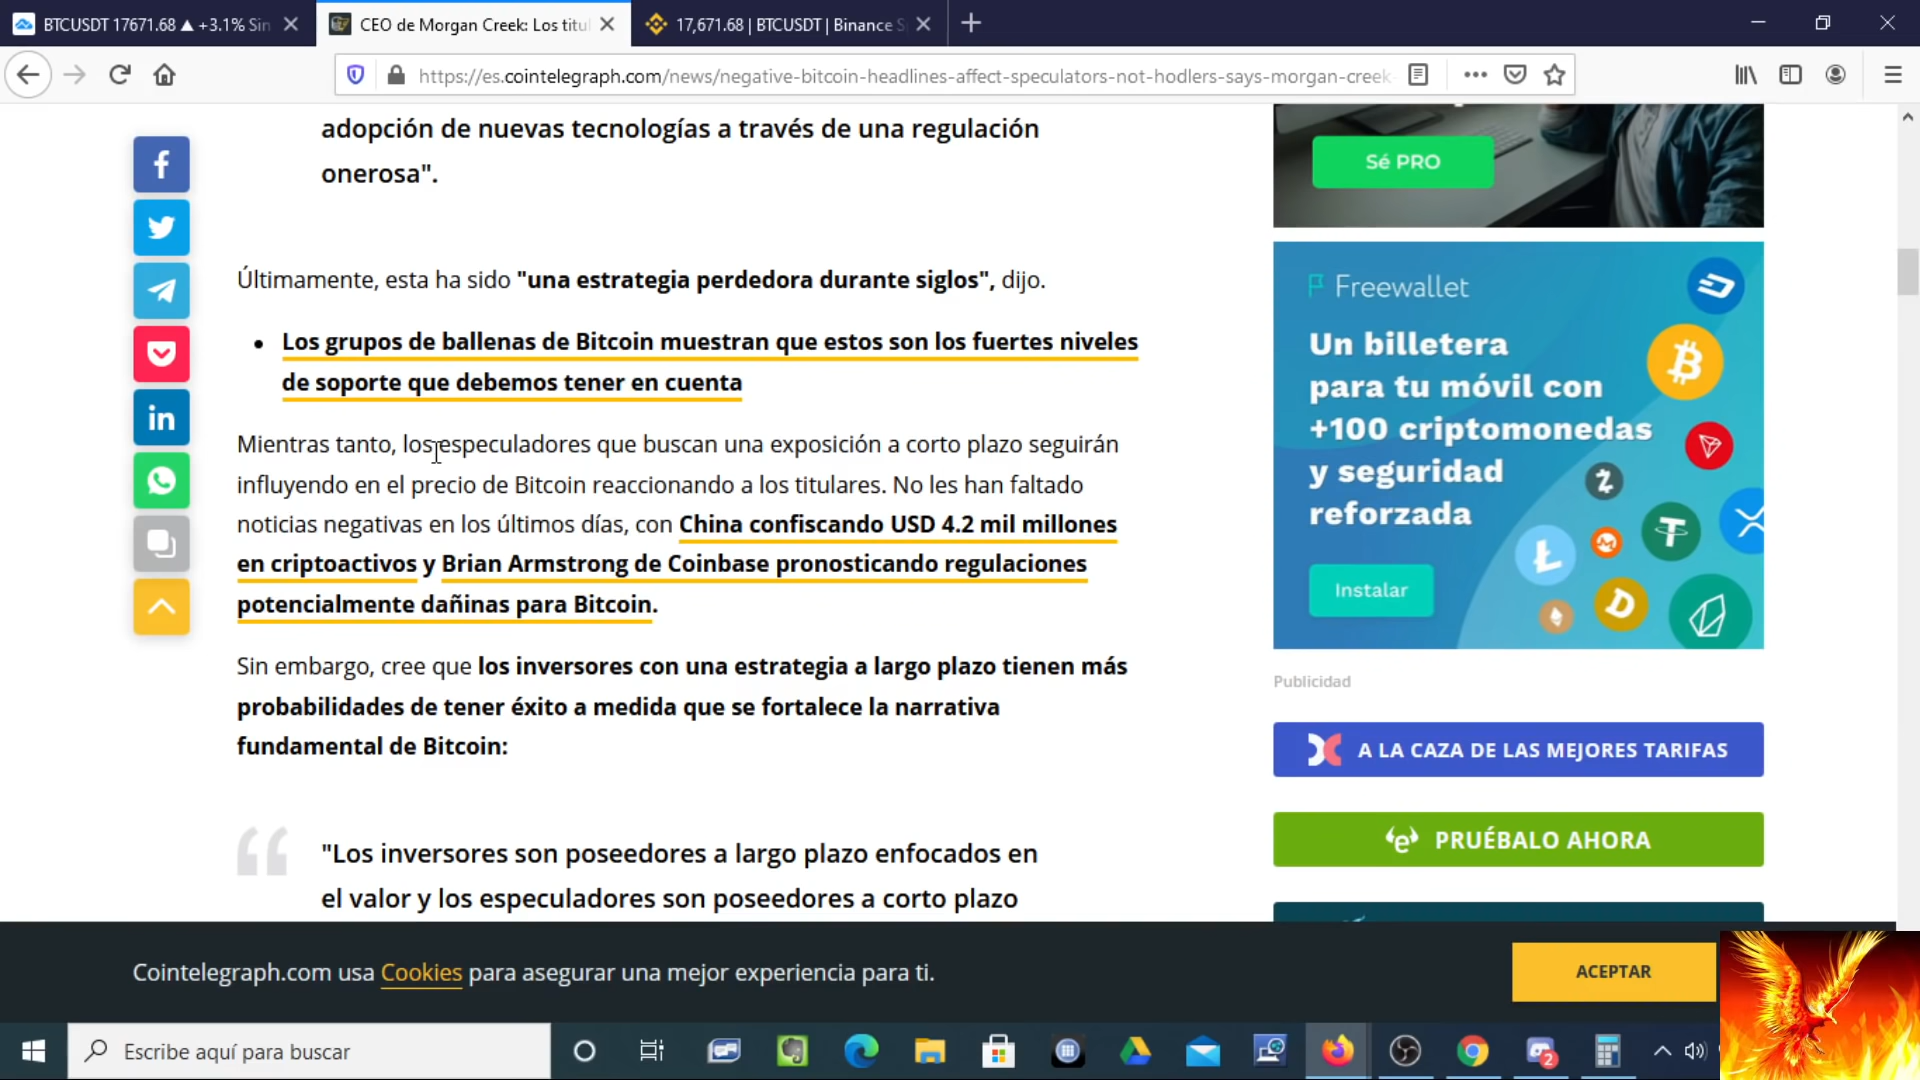 BTCUSDT 17671.68 ▲ +3.1% Sin
CEO de Morgan Creek: Los titul
17,671.68 | BTCUSDT | Binance S
https://es.cointelegraph.com/news/negative-bitcoin-headlines-affect-speculators-not-hodlers-says-morgan-creek-
adopción de nuevas tecnologías a través de una regulación
onerosa".
Últimamente, esta ha sido "una estrategia perdedora durante siglos", dijo.
• Los grupos de ballenas de Bitcoin muestran que estos son los fuertes niveles
de soporte que debemos tener en cuenta
Mientras tanto, los especuladores que buscan una exposición a corto plazo seguirán
influyendo en el precio de Bitcoin reaccionando a los titulares. No les han faltado
noticias negativas en los últimos días, con China confiscando USD 4.2 mil millones
en criptoactivos y Brian Armstrong de Coinbase pronosticando regulaciones
potencialmente dañinas para Bitcoin.
Sin embargo, cree que los inversores con una estrategia a largo plazo tienen más
probabilidades de tener éxito a medida que se fortalece la narrativa
fundamental de Bitcoin:
"Los inversores son poseedores a largo plazo enfocados en
el valor y los especuladores son poseedores a corto plazo
Sé PRO
Freewallet
Un billetera
para tu móvil con
+100 criptomonedas
y seguridad
reforzada
Instalar
Publicidad
A LA CAZA DE LAS MEJORES TARIFAS
PRUÉBALO AHORA
Cointelegraph.com usa Cookies para asegurar una mejor experiencia para ti.
ACEPTAR
Escribe aquí para buscar
2